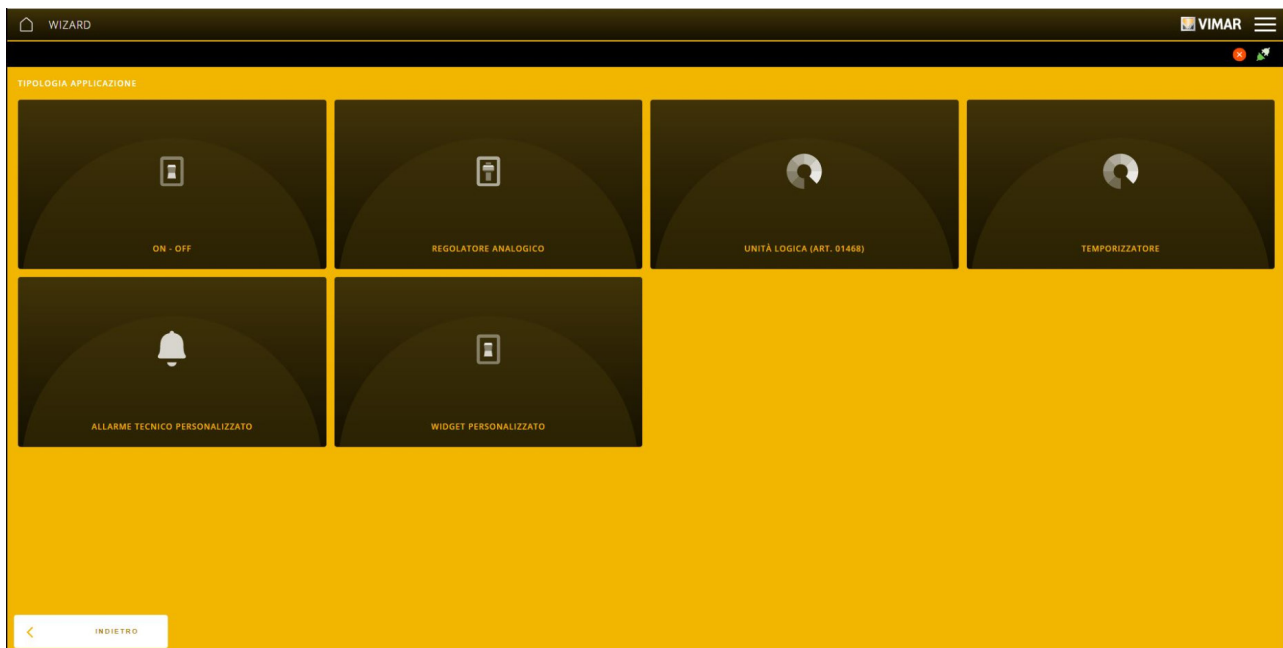 WIZARD
VIMAR
TIPOLOGIA APPLICAZIONE
ON - OFF
REGOLATORE ANALOGICO
UNITÀ LOGICA (ART. 01468)
TEMPORIZZATORE
ALLARME TECNICO PERSONALIZZATO
WIDGET PERSONALIZZATO
INDIETRO